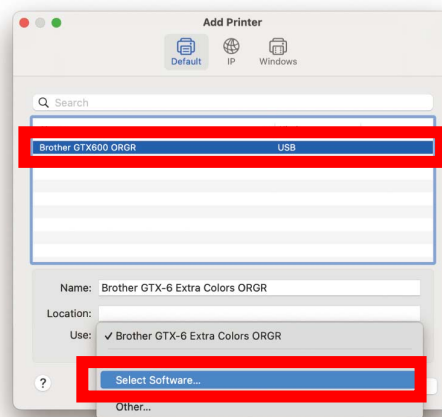 Add Printer
Default IP Windows
Search
Brother GTX600 ORGR USB
Name: Brother GTX-6 Extra Colors ORGR
Location:
Use: ✓ Brother GTX-6 Extra Colors ORGR
Select Software...
?
Other...